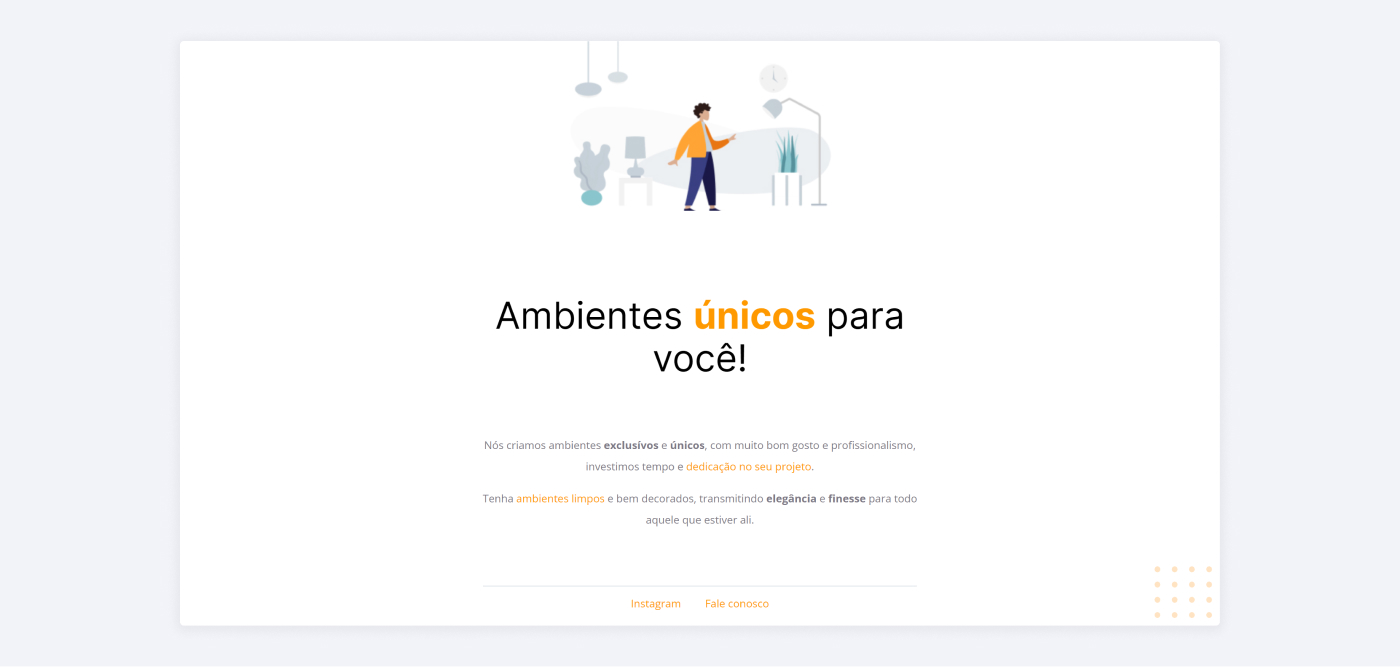 Ambientes únicos para
você!
Nós criamos ambientes exclusívos e únicos, com muito bom gosto e profissionalismo,
investimos tempo e dedicação no seu projeto.
Tenha ambientes limpos e bem decorados, transmitindo elegância e finesse para todo
aquele que estiver ali.
Instagram Fale conosco